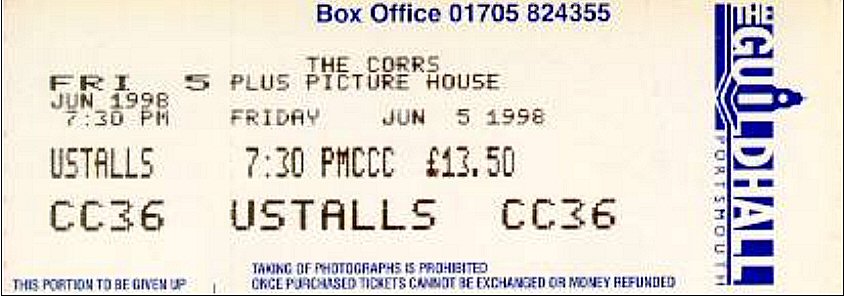 Box Office 01705 824355
THE CORRS
FRI 5 PLUS PICTURE HOUSE
JUN 1998
7:30 PM FRIDAY JUN 5 1998
USTALLS 7:30 PMCCC £13.50
CC36 USTALLS CC36
TAKING OF PHOTOGRAPHS IS PROHIBITED
THIS PORTION TO BE GIVEN UP ONCE PURCHASED TICKETS CANNOT BE EXCHANGED OR MONEY REFUNDED
THE GUILDHALL
PORTSMOUTH